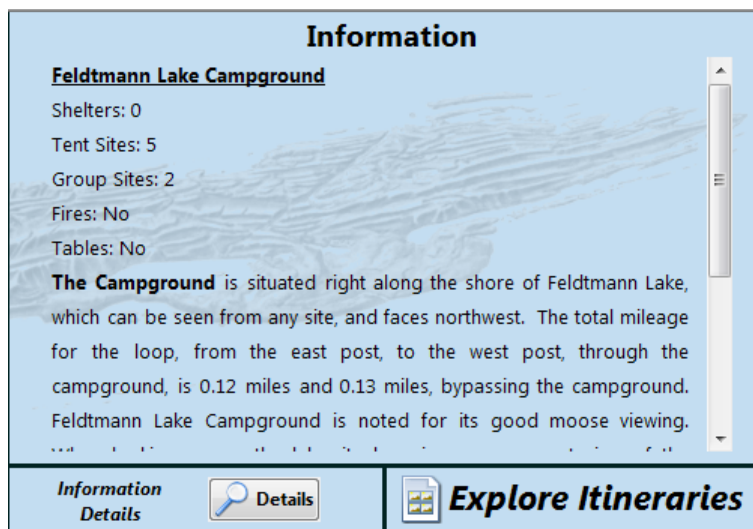 Information
Feldtmann Lake Campground
Shelters: 0
Tent Sites: 5
Group Sites: 2
Fires: No
Tables: No
The Campground is situated right along the shore of Feldtmann Lake,
which can be seen from any site, and faces northwest. The total mileage
for the loop, from the east post, to the west post, through the
campground, is 0.12 miles and 0.13 miles, bypassing the campground.
Feldtmann Lake Campground is noted for its good moose viewing.
Information
Details
Details
Explore Itineraries